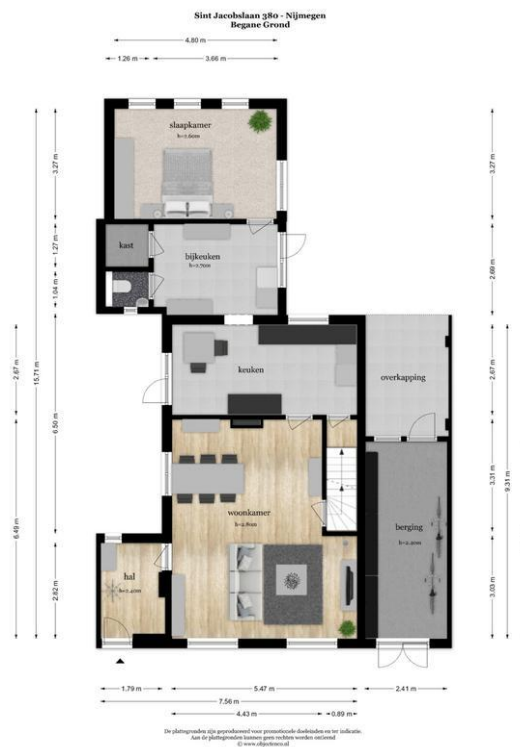 Sint Jacobslaan 380 - Nijmegen
Begane Grond
4.80 m
1.26 m
3.66 m
slaapkamer
h=2.60m
kast
bijkeuken
h=2.70m
keuken
overkapping
woonkamer
h=2.80m
berging
h=2.20m
hal
h=2.40m
3.27 m
1.27 m
1.04 m
2.67 m
15.71 m
6.50 m
6.49 m
2.82 m
3.27 m
2.69 m
2.67 m
3.31 m
9.31 m
3.03 m
1.79 m
5.47 m
2.41 m
7.56 m
4.43 m
0.89 m
De plattegronden zijn geproduceerd voor promotionele doeleinden en ter indicatie.
Aan de plattegronden kunnen geen rechten worden ontleend
© www.objectenco.nl